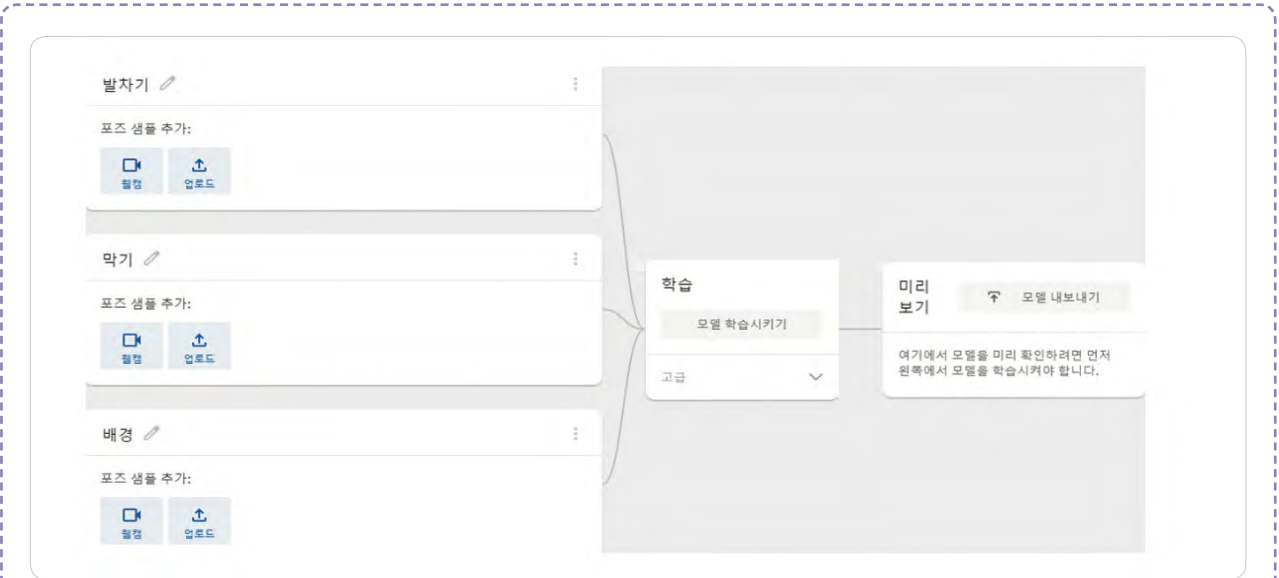 발차기
포즈 샘플 추가:
웹캠 업로드
막기
포즈 샘플 추가:
웹캠 업로드
배경
포즈 샘플 추가:
웹캠 업로드
학습
모델 학습시키기
고급
미리
보기
모델 내보내기
여기에서 모델을 미리 확인하려면 먼저
왼쪽에서 모델을 학습시켜야 합니다.